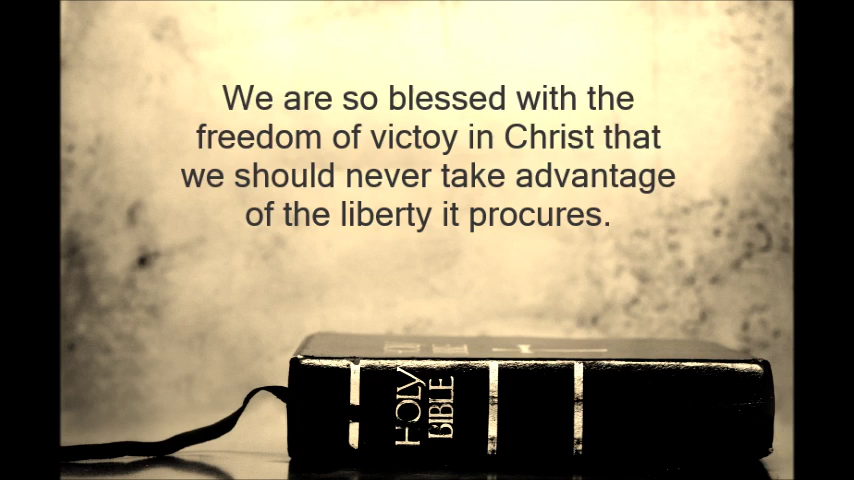 We are so blessed with the
freedom of victoy in Christ that
we should never take advantage
of the liberty it procures.
HOLY
BIBLE